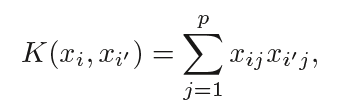 K(x_i, x_{i'}) = \sum_{j=1}^{p} x_{ij} x_{i'j},